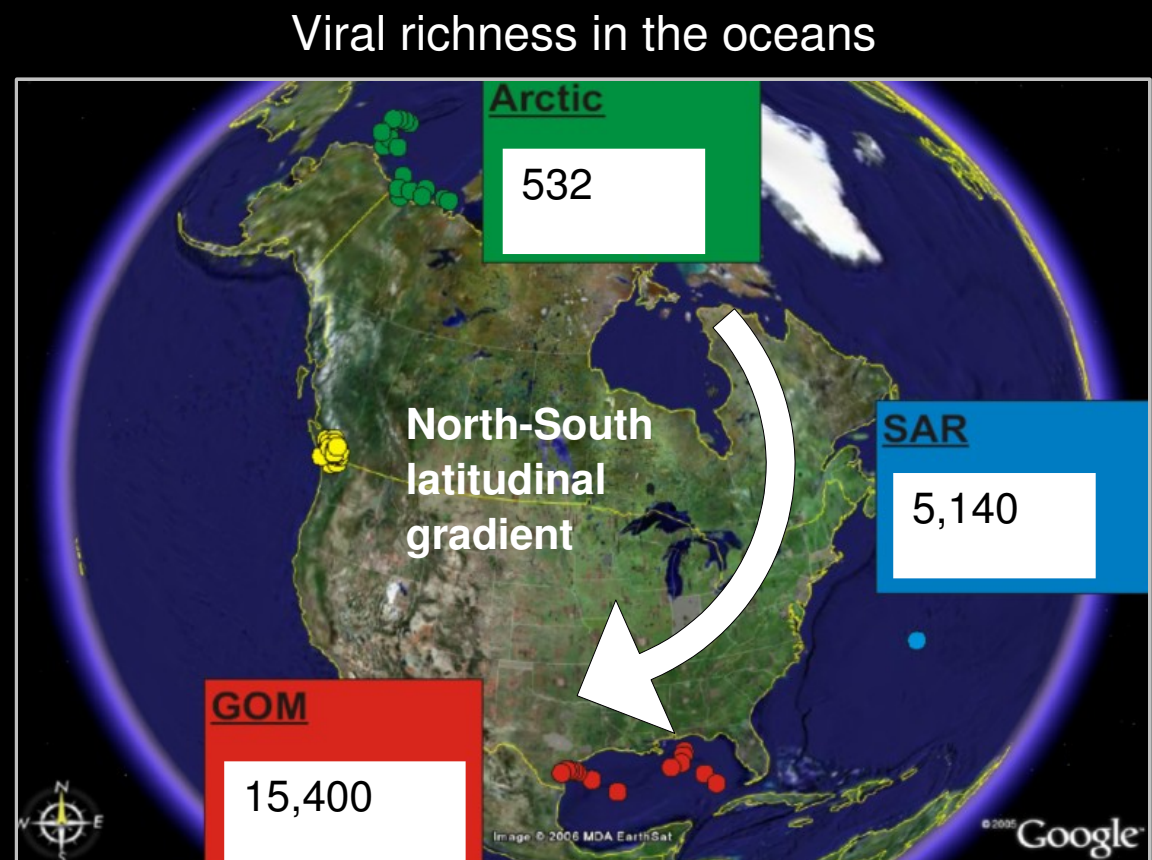 Viral richness in the oceans
Arctic
532
North-South
latitudinal
gradient
SAR
5,140
GOM
15,400
N
W
E
S
Image © 2006 MDA EarthSat
©2005 Google™